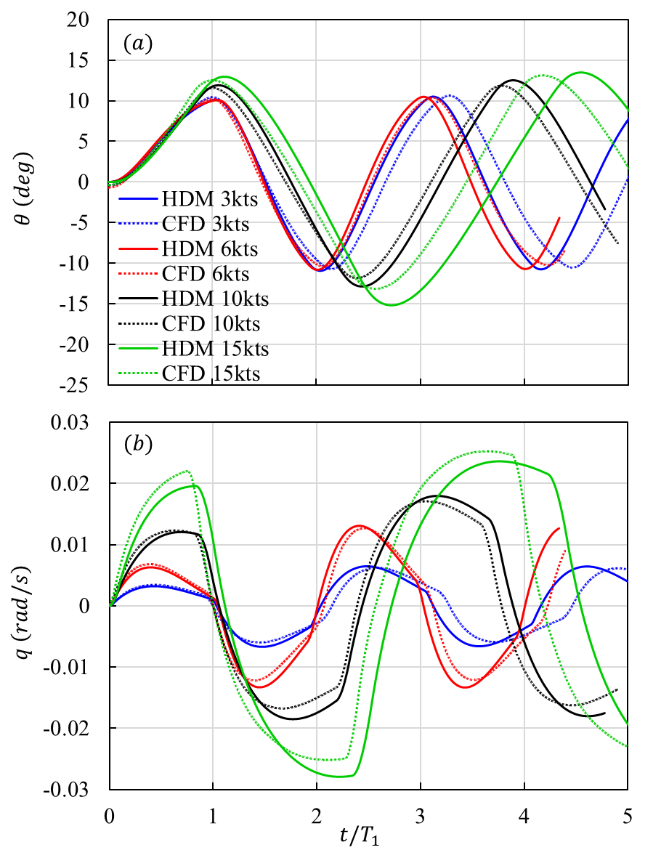 20
(a)
15
10
5
0
-5
-10
-15
-20
-25
θ (deg)
HDM 3kts
CFD 3kts
HDM 6kts
CFD 6kts
HDM 10kts
CFD 10kts
HDM 15kts
CFD 15kts
0.03
(b)
0.02
0.01
0
-0.01
-0.02
-0.03
q (rad/s)
0 1 2 3 4 5
t/T₁